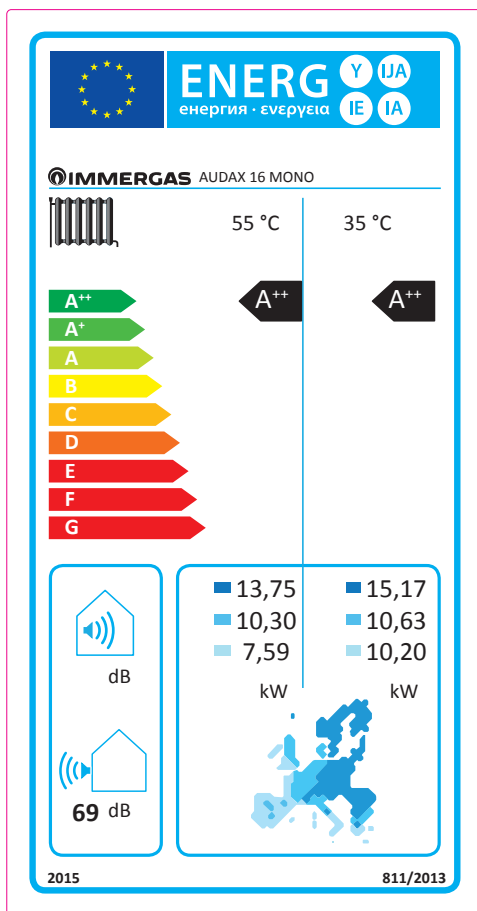 ENERG Y IJA
енергия · ενεργεια IE IA
IMMERGAS AUDAX 16 MONO
55 °C 35 °C
A++ A++
A++
A+
A
B
C
D
E
F
G
13,75 15,17
10,30 10,63
7,59 10,20
kW kW
dB
69 dB
2015 811/2013